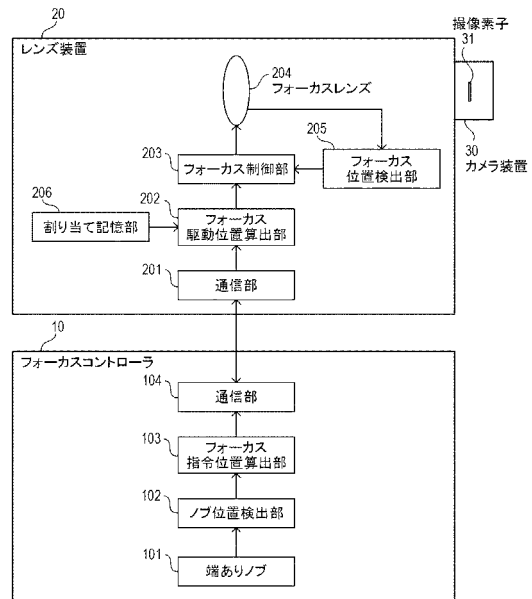 20
レンズ装置
撮像素子
31
204
フォーカスレンズ
205
30
カメラ装置
203
フォーカス制御部
フォーカス
位置検出部
206
202
割り当て記憶部
フォーカス
駆動位置算出部
201
通信部
10
フォーカスコントローラ
104
通信部
103
フォーカス
指令位置算出部
102
ノブ位置検出部
101
端ありノブ